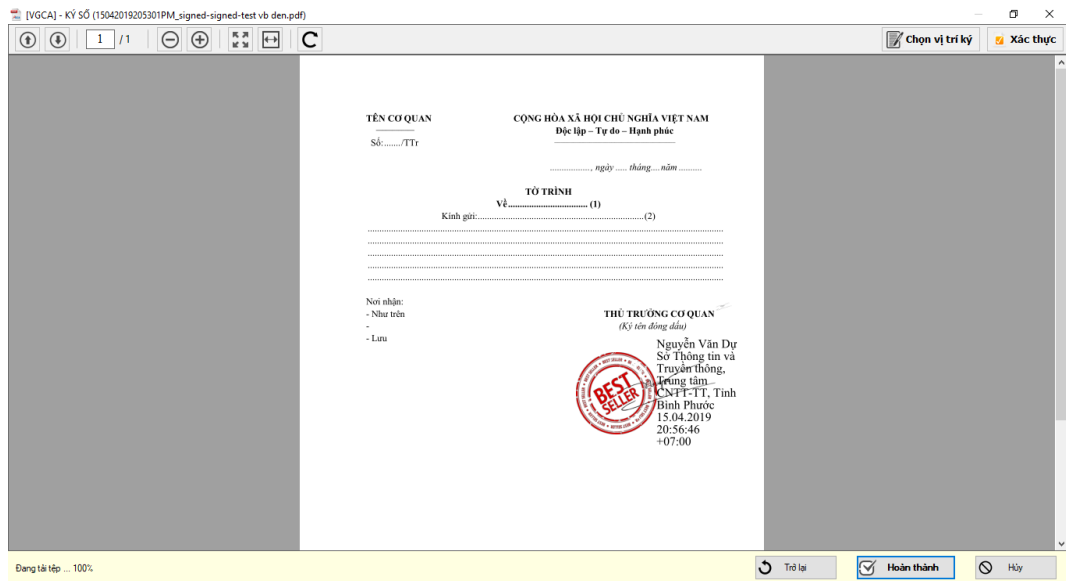 [VGCA] - KÝ SỐ (15042019205301PM_signed-signed-test vb den.pdf)
1 / 1
Chọn vị trí ký
Xác thực
TÊN CƠ QUAN
CỘNG HÒA XÃ HỘI CHỦ NGHĨA VIỆT NAM
Độc lập – Tự do – Hạnh phúc
Số:......./TTr
.................., ngày ..... tháng.... năm ..........
TỜ TRÌNH
Về.................................. (1)
Kính gửi:......................................................................(2)
Nơi nhận:
- Như trên
-
- Lưu
THỦ TRƯỞNG CƠ QUAN
(Ký tên đóng dấu)
BEST
SELLER
Nguyễn Văn Dự
Sở Thông tin và
Truyền thông,
Trung tâm
CNTT-TT, Tỉnh
Bình Phước
15.04.2019
20:56:46
+07:00
Đang tải tệp ... 100%
Trở lại
Hoàn thành
Hủy